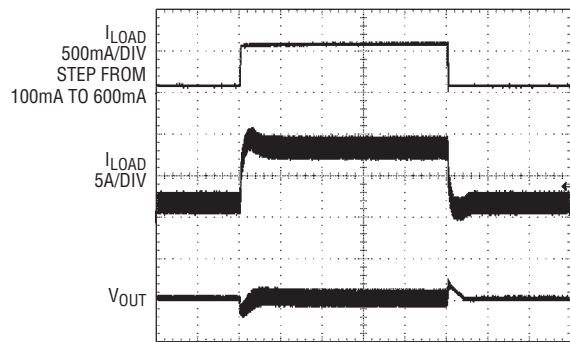 ILOAD
500mA/DIV
STEP FROM
100mA TO 600mA
ILOAD
5A/DIV
VOUT